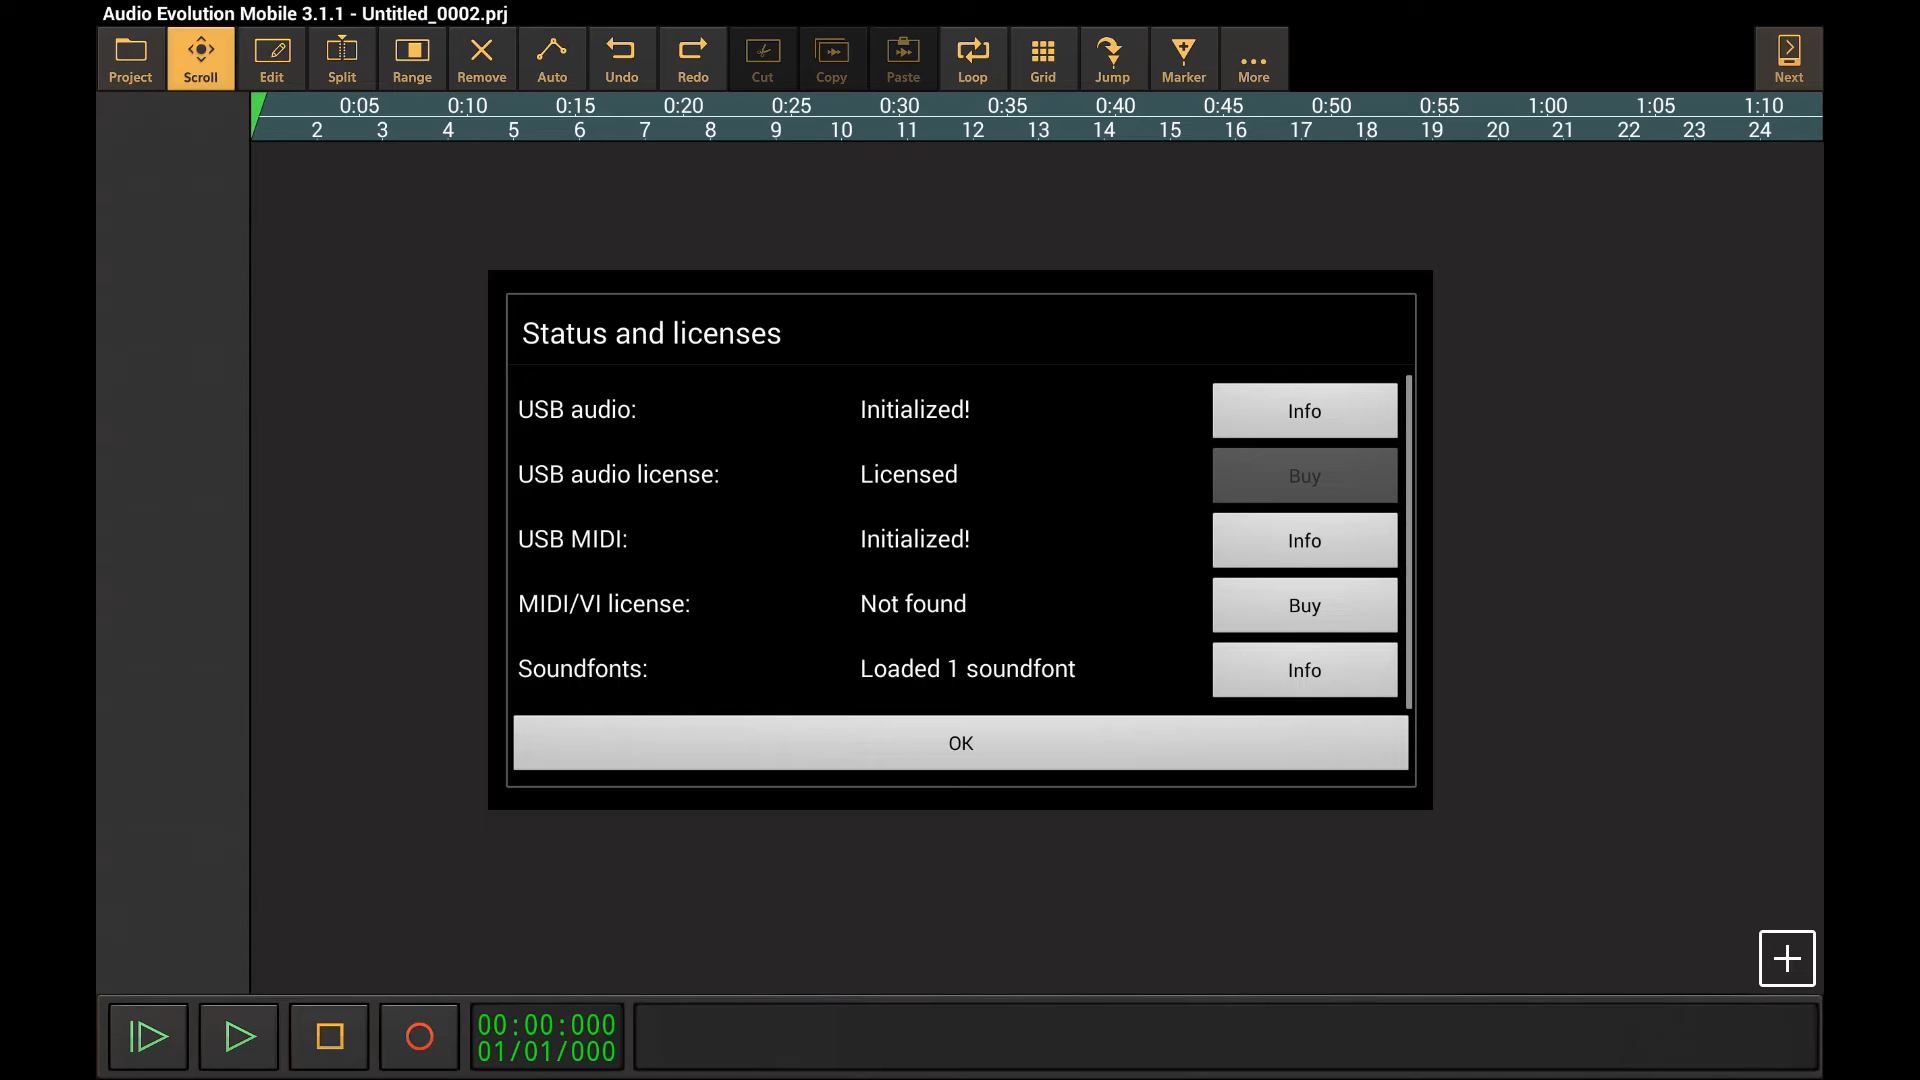 Audio Evolution Mobile 3.1.1 - Untitled_0002.prj
Project Scroll Edit Split Range Remove Auto Undo Redo Cut Copy Paste Loop Grid Jump Marker More Next
0:05 0:10 0:15 0:20 0:25 0:30 0:35 0:40 0:45 0:50 0:55 1:00 1:05 1:10
2 3 4 5 6 7 8 9 10 11 12 13 14 15 16 17 18 19 20 21 22 23 24
Status and licenses
USB audio: Initialized! Info
USB audio license: Licensed Buy
USB MIDI: Initialized! Info
MIDI/VI license: Not found Buy
Soundfonts: Loaded 1 soundfont Info
OK
00:00:000
01/01/000